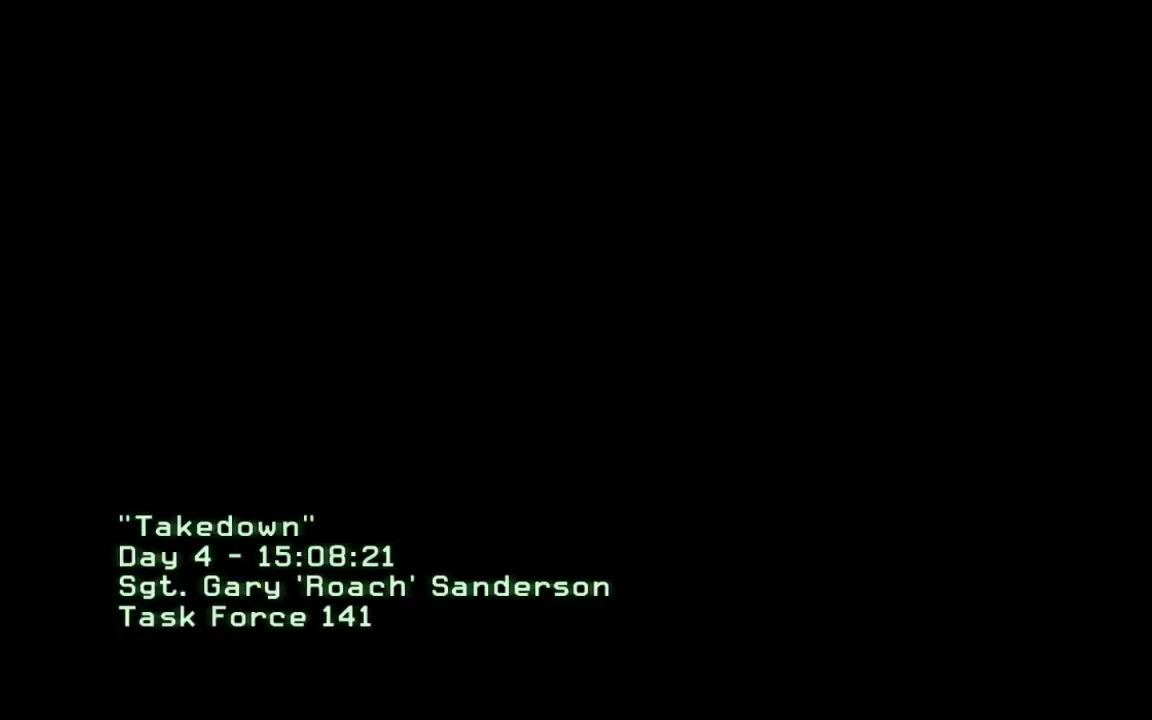 "Takedown"
Day 4 - 15:08:21
Sgt. Gary 'Roach' Sanderson
Task Force 141